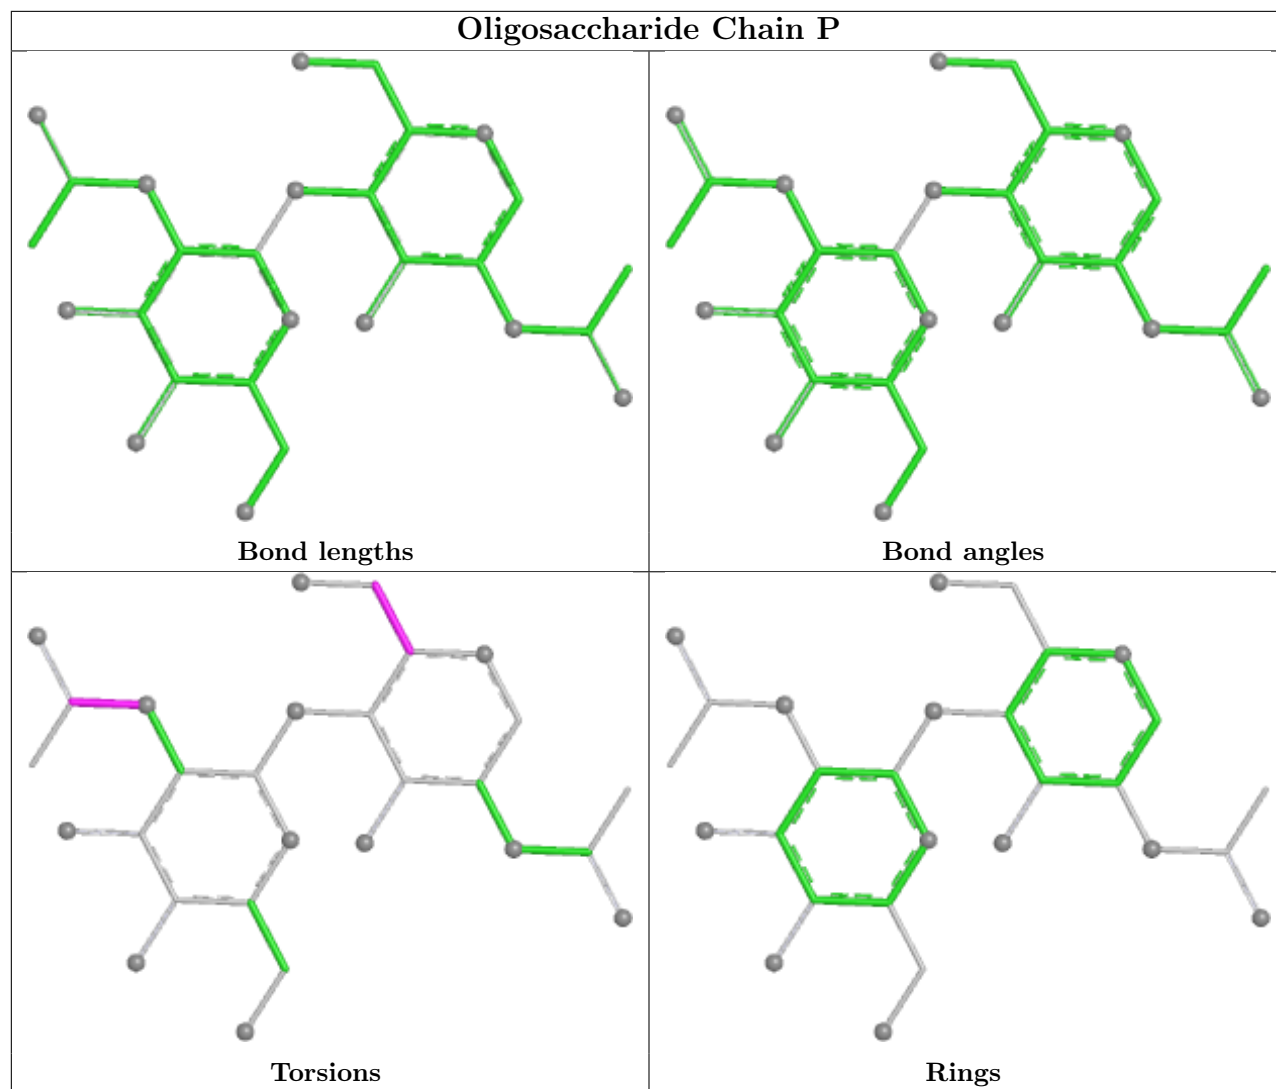 Oligosaccharide Chain P
Bond lengths
Bond angles
Torsions
Rings